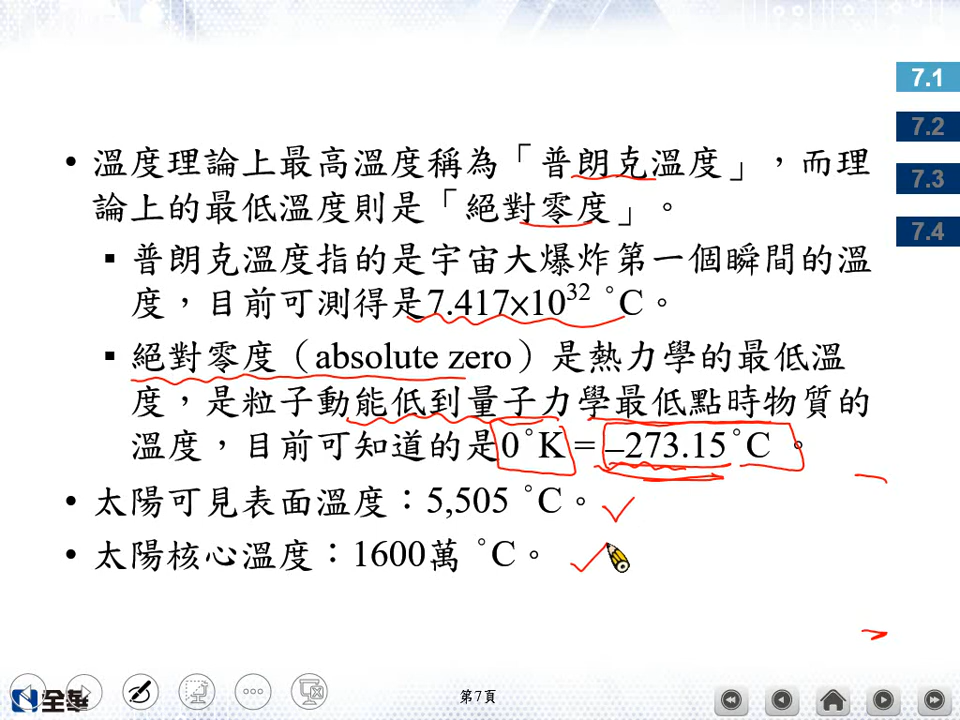 7.1
7.2
7.3
7.4
• 溫度理論上最高溫度稱為「普朗克溫度」，而理
論上的最低溫度則是「絕對零度」。
▪ 普朗克溫度指的是宇宙大爆炸第一個瞬間的溫
度，目前可測得是7.417×10³² °C。
▪ 絕對零度（absolute zero）是熱力學的最低溫
度，是粒子動能低到量子力學最低點時物質的
溫度，目前可知道的是0°K = –273.15°C。
• 太陽可見表面溫度：5,505 °C。
• 太陽核心溫度：1600萬 °C。
全華
第7頁